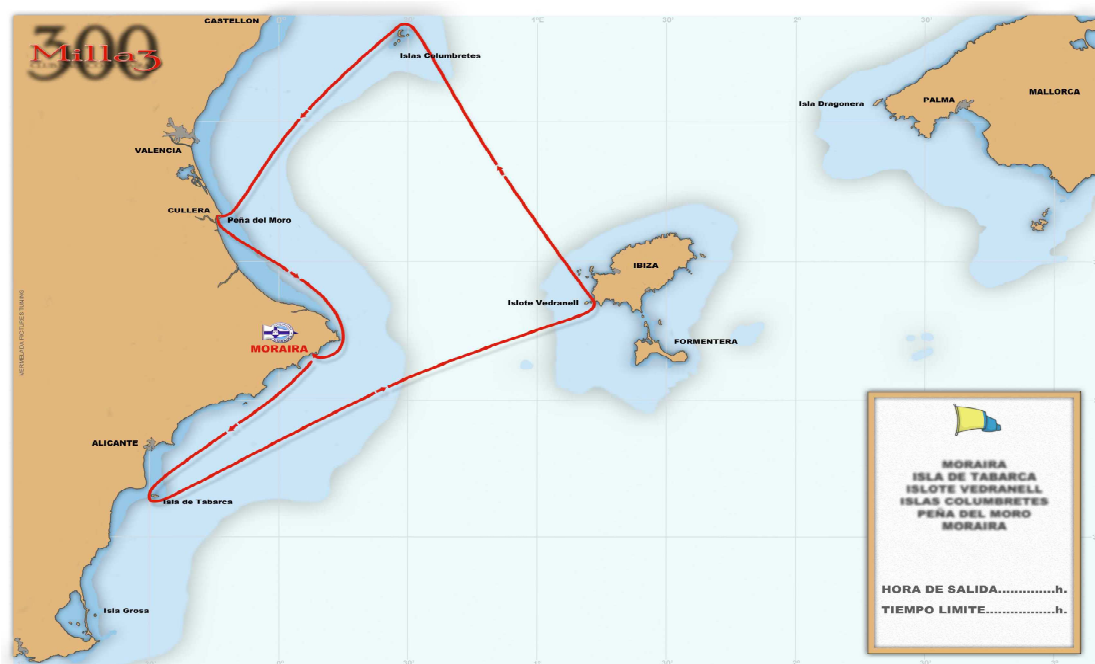 CASTELLON
300
Millas
Islas Columbretes
Isla Dragonera
PALMA
MALLORCA
VALENCIA
CULLERA
Peña del Moro
IBIZA
Islote Vedranell
FORMENTERA
MORAIRA
ALICANTE
Isla de Tabarca
Isla Grosa
MORAIRA
ISLA DE TABARCA
ISLOTE VEDRANELL
ISLAS COLUMBRETES
PEÑA DEL MORO
MORAIRA
HORA DE SALIDA.............h.
TIEMPO LIMITE................h.